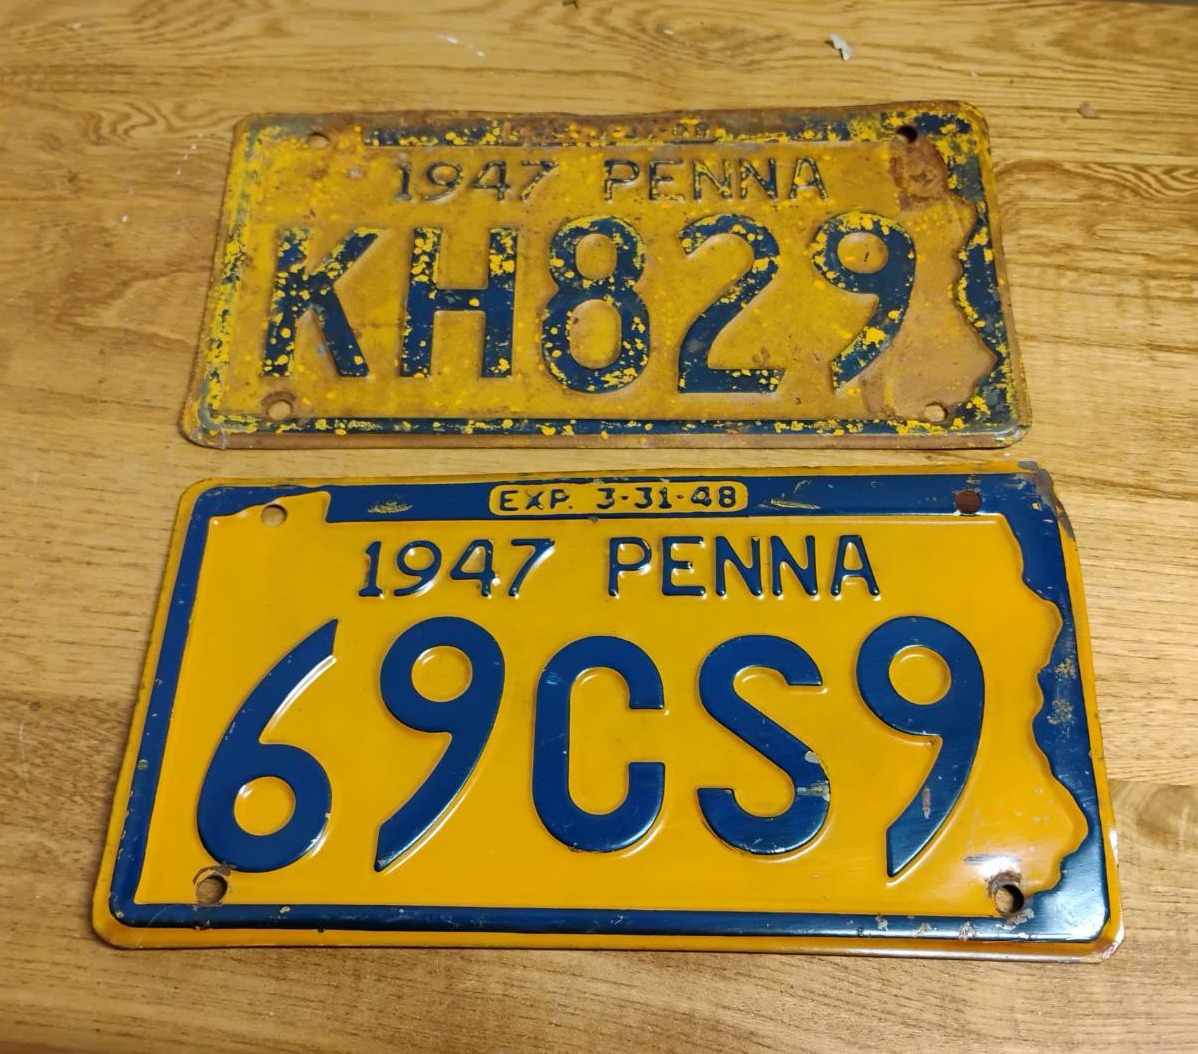 1947 PENNA
KH829
EXP. 3-31-48
1947 PENNA
69CS9